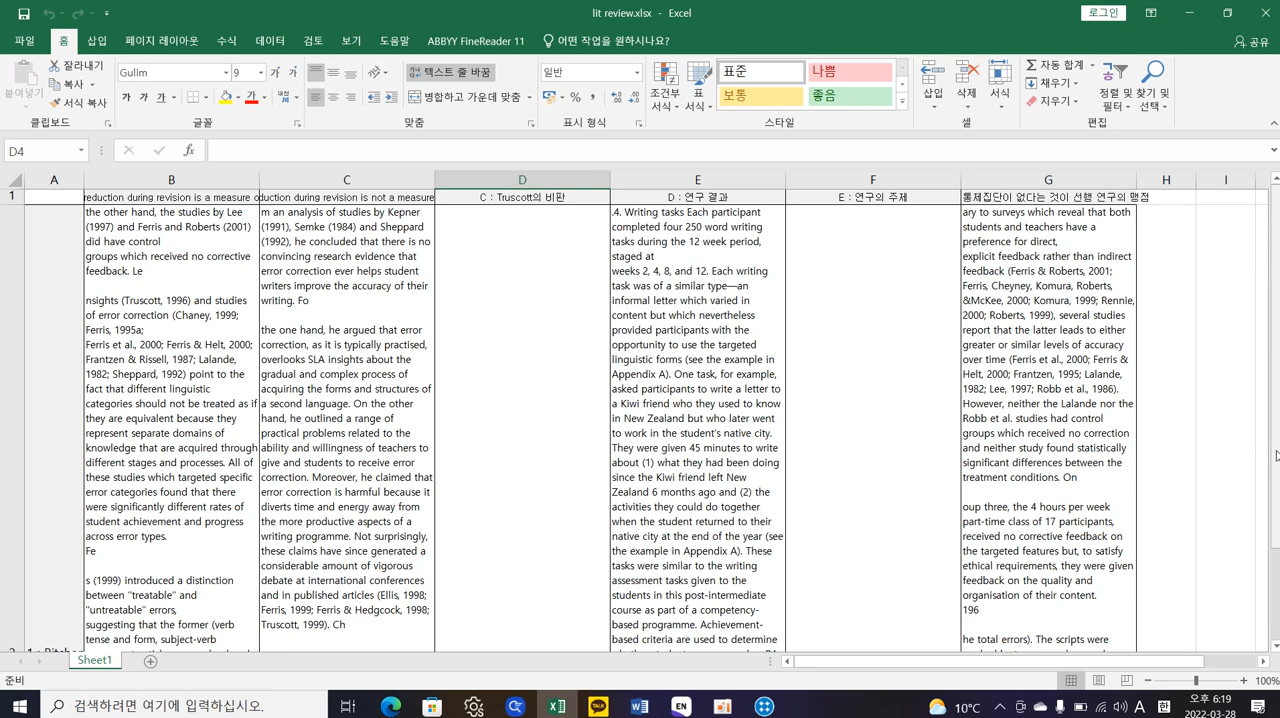 lit review.xlsx - Excel
로그인
파일 홈 삽입 페이지 레이아웃 수식 데이터 검토 보기 도움말 ABBYY FineReader 11 어떤 작업을 원하시나요? 공유
붙여넣기
잘라내기
복사
서식 복사
클립보드
Gulim 9
가 가
가 가 가
글꼴
텍스트 줄 바꿈
병합하고 가운데 맞춤
맞춤
일반
표시 형식
조건부 서식
표 서식
표준 나쁨
보통 좋음
스타일
삽입 삭제 서식
셀
자동 합계
채우기
지우기
정렬 및 필터
찾기 및 선택
편집
D4
A B C D E F G H I
1
reduction during revision is a measure o
duction during revision is not a measure
C : Truscott의 비판
D : 연구 결과
E : 연구의 주제
통제집단이 없다는 것이 선행 연구의 맹점
the other hand, the studies by Lee
(1997) and Ferris and Roberts (2001)
did have control
groups which received no corrective
feedback. Le
nsights (Truscott, 1996) and studies
of error correction (Chaney, 1999;
Ferris, 1995a;
Ferris et al., 2000; Ferris & Helt, 2000;
Frantzen & Rissell, 1987; Lalande,
1982; Sheppard, 1992) point to the
fact that different linguistic
categories should not be treated as if
they are equivalent because they
represent separate domains of
knowledge that are acquired through
different stages and processes. All of
these studies which targeted specific
error categories found that there
were significantly different rates of
student achievement and progress
across error types.
Fe
s (1999) introduced a distinction
between "treatable" and
"untreatable" errors,
suggesting that the former (verb
tense and form, subject-verb
m an analysis of studies by Kepner
(1991), Semke (1984) and Sheppard
(1992), he concluded that there is no
convincing research evidence that
error correction ever helps student
writers improve the accuracy of their
writing. Fo
the one hand, he argued that error
correction, as it is typically practised,
overlooks SLA insights about the
gradual and complex process of
acquiring the forms and structures of
a second language. On the other
hand, he outlined a range of
practical problems related to the
ability and willingness of teachers to
give and students to receive error
correction. Moreover, he claimed that
error correction is harmful because it
diverts time and energy away from
the more productive aspects of a
writing programme. Not surprisingly,
these claims have since generated a
considerable amount of vigorous
debate at international conferences
and in published articles (Ellis, 1998;
Ferris, 1999; Ferris & Hedgcock, 1998;
Truscott, 1999). Ch
.4. Writing tasks Each participant
completed four 250 word writing
tasks during the 12 week period,
staged at
weeks 2, 4, 8, and 12. Each writing
task was of a similar type—an
informal letter which varied in
content but which nevertheless
provided participants with the
opportunity to use the targeted
linguistic forms (see the example in
Appendix A). One task, for example,
asked participants to write a letter to
a Kiwi friend who they used to know
in New Zealand but who later went
to work in the student's native city.
They were given 45 minutes to write
about (1) what they had been doing
since the Kiwi friend left New
Zealand 6 months ago and (2) the
activities they could do together
when the student returned to their
native city at the end of the year (see
the example in Appendix A). These
tasks were similar to the writing
assessment tasks given to the
students in this post-intermediate
course as part of a competency-
based programme. Achievement-
based criteria are used to determine
ary to surveys which reveal that both
students and teachers have a
preference for direct,
explicit feedback rather than indirect
feedback (Ferris & Roberts, 2001;
Ferris, Cheyney, Komura, Roberts,
&McKee, 2000; Komura, 1999; Rennie,
2000; Roberts, 1999), several studies
report that the latter leads to either
greater or similar levels of accuracy
over time (Ferris et al., 2000; Ferris &
Helt, 2000; Frantzen, 1995; Lalande,
1982; Lee, 1997; Robb et al., 1986).
However, neither the Lalande nor the
Robb et al. studies had control
groups which received no correction
and neither study found statistically
significant differences between the
treatment conditions. On
oup three, the 4 hours per week
part-time class of 17 participants,
received no corrective feedback on
the targeted features but, to satisfy
ethical requirements, they were given
feedback on the quality and
organisation of their content.
196
he total errors). The scripts were
Sheet1
준비
100%
검색하려면 여기에 입력하십시오.
TALK
EN
10°C
A 한
오후 6:19
2022-03-28